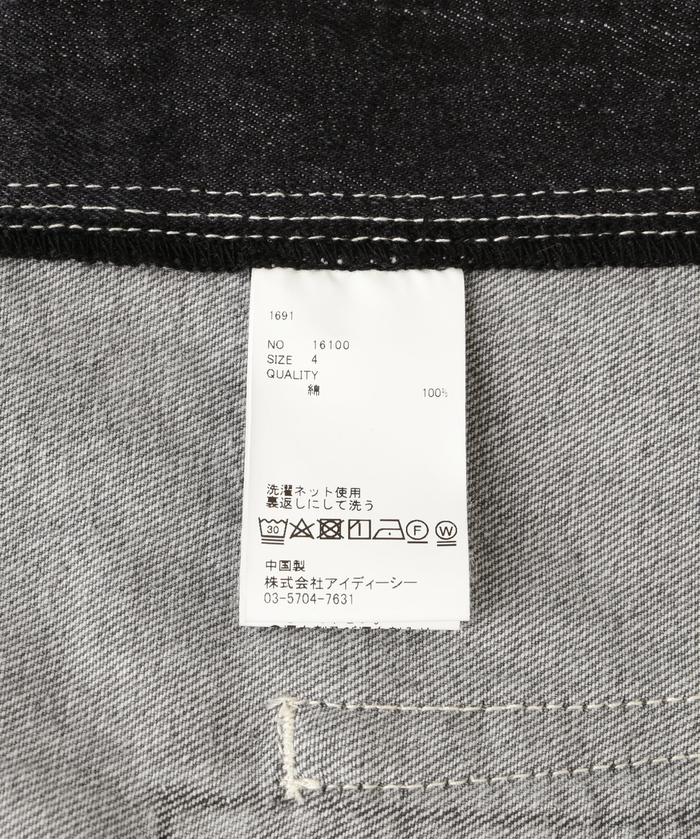 1691
NO 16100
SIZE 4
QUALITY
綿 100%
洗濯ネット使用
裏返しにして洗う
30 F W
中国製
株式会社アイディーシー
03-5704-7631